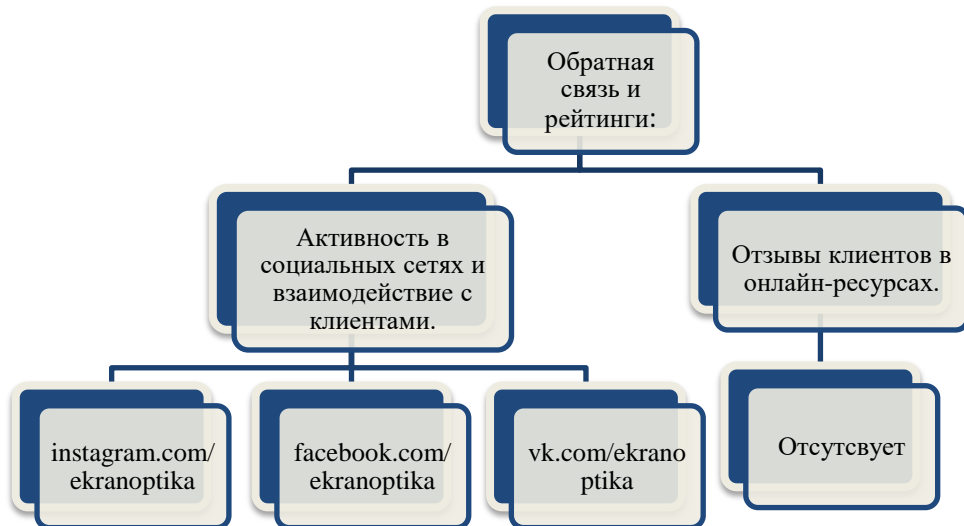 Обратная
связь и
рейтинги:
Активность в
социальных сетях и
взаимодействие с
клиентами.
Отзывы клиентов в
онлайн-ресурсах.
instagram.com/
ekranoptika
facebook.com/
ekranoptika
vk.com/ekrano
ptika
Отсутсвует